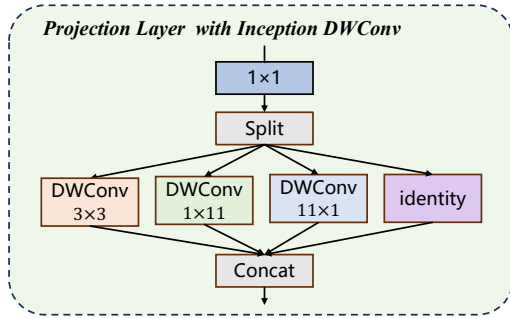 Projection Layer with Inception DWConv
1×1
Split
DWConv
3×3
DWConv
1×11
DWConv
11×1
identity
Concat